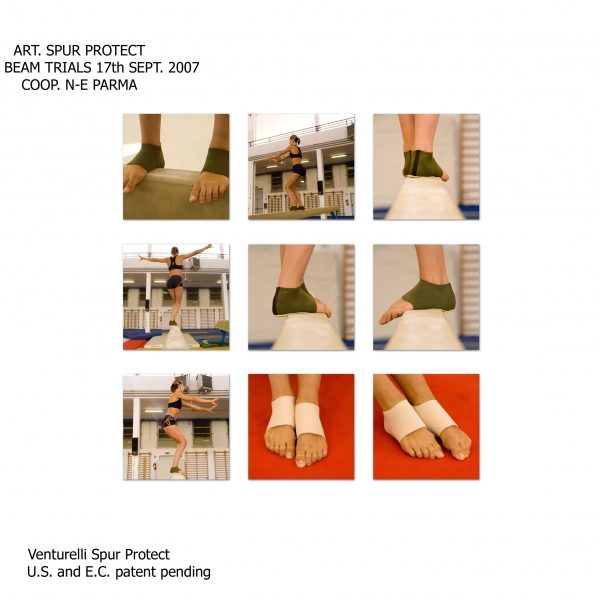 ART. SPUR PROTECT
BEAM TRIALS 17th SEPT. 2007
COOP. N-E PARMA
Venturelli Spur Protect
U.S. and E.C. patent pending